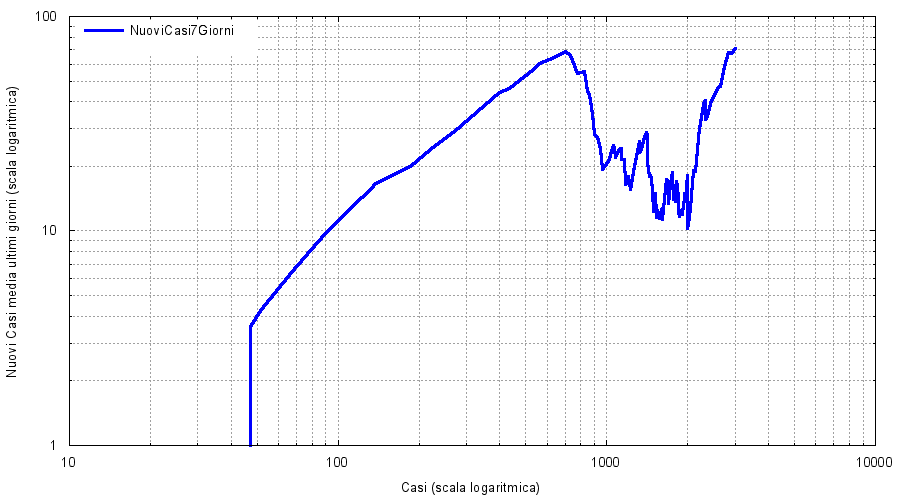 100
NuoviCasi7Giorni
10
1
Nuovi Casi media ultimi giorni (scala logaritmica)
10
100
1000
10000
Casi (scala logaritmica)